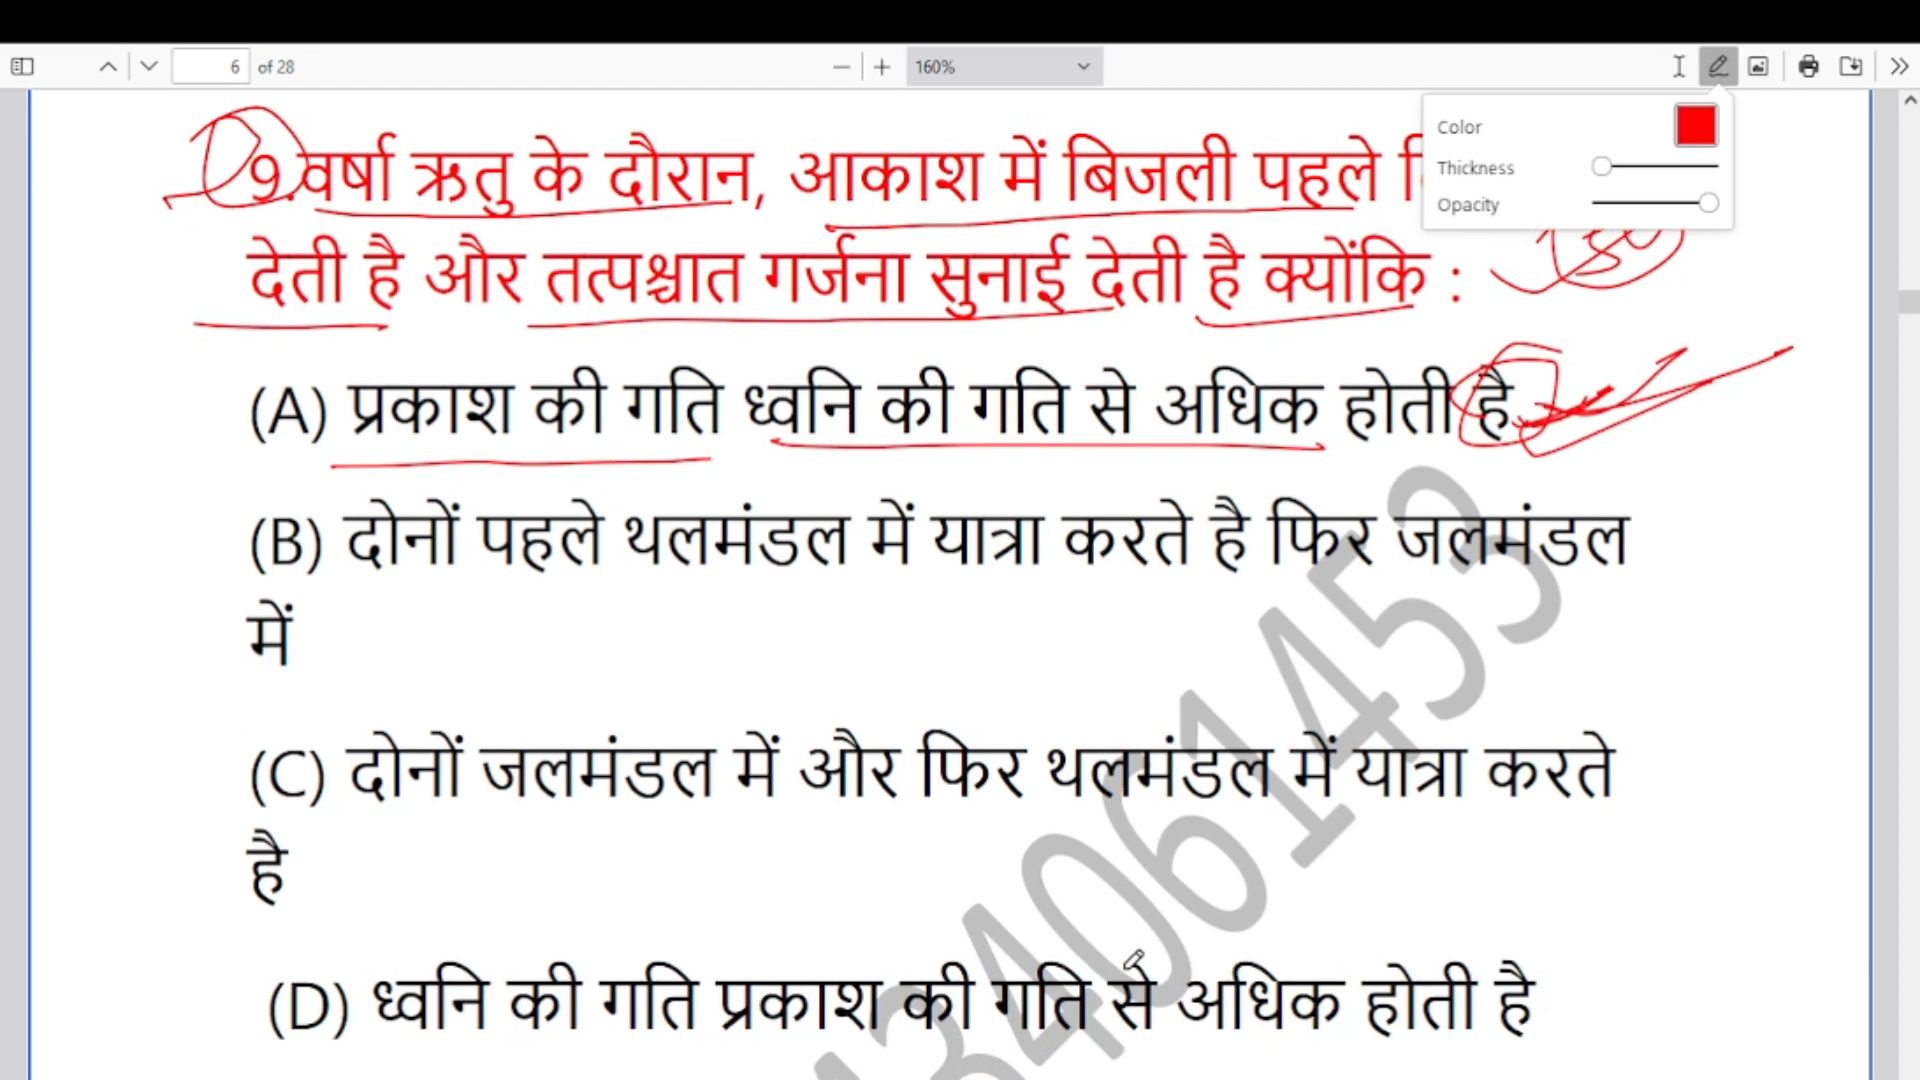 6 of 28
160%
Color
Thickness
Opacity
9.वर्षा ऋतु के दौरान, आकाश में बिजली पहले
देती है और तत्पश्चात गर्जना सुनाई देती है क्योंकि :
(A) प्रकाश की गति ध्वनि की गति से अधिक होती है
(B) दोनों पहले थलमंडल में यात्रा करते है फिर जलमंडल
में
(C) दोनों जलमंडल में और फिर थलमंडल में यात्रा करते
है
(D) ध्वनि की गति प्रकाश की गति से अधिक होती है
34061453